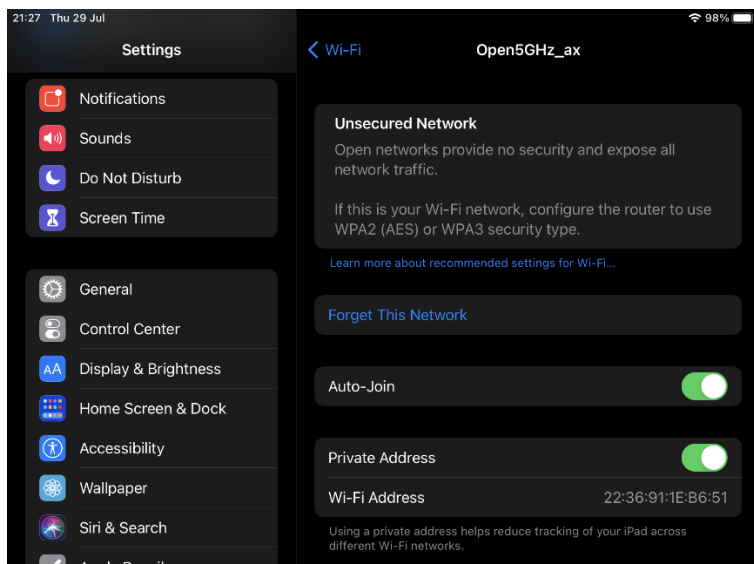 21:27 Thu 29 Jul
98%
Settings
Notifications
Sounds
Do Not Disturb
Screen Time
General
Control Center
AA
Display & Brightness
Home Screen & Dock
Accessibility
Wallpaper
Siri & Search
Wi-Fi
Open5GHz_ax
Unsecured Network
Open networks provide no security and expose all
network traffic.
If this is your Wi-Fi network, configure the router to use
WPA2 (AES) or WPA3 security type.
Learn more about recommended settings for Wi-Fi...
Forget This Network
Auto-Join
Private Address
Wi-Fi Address
22:36:91:1E:B6:51
Using a private address helps reduce tracking of your iPad across
different Wi-Fi networks.